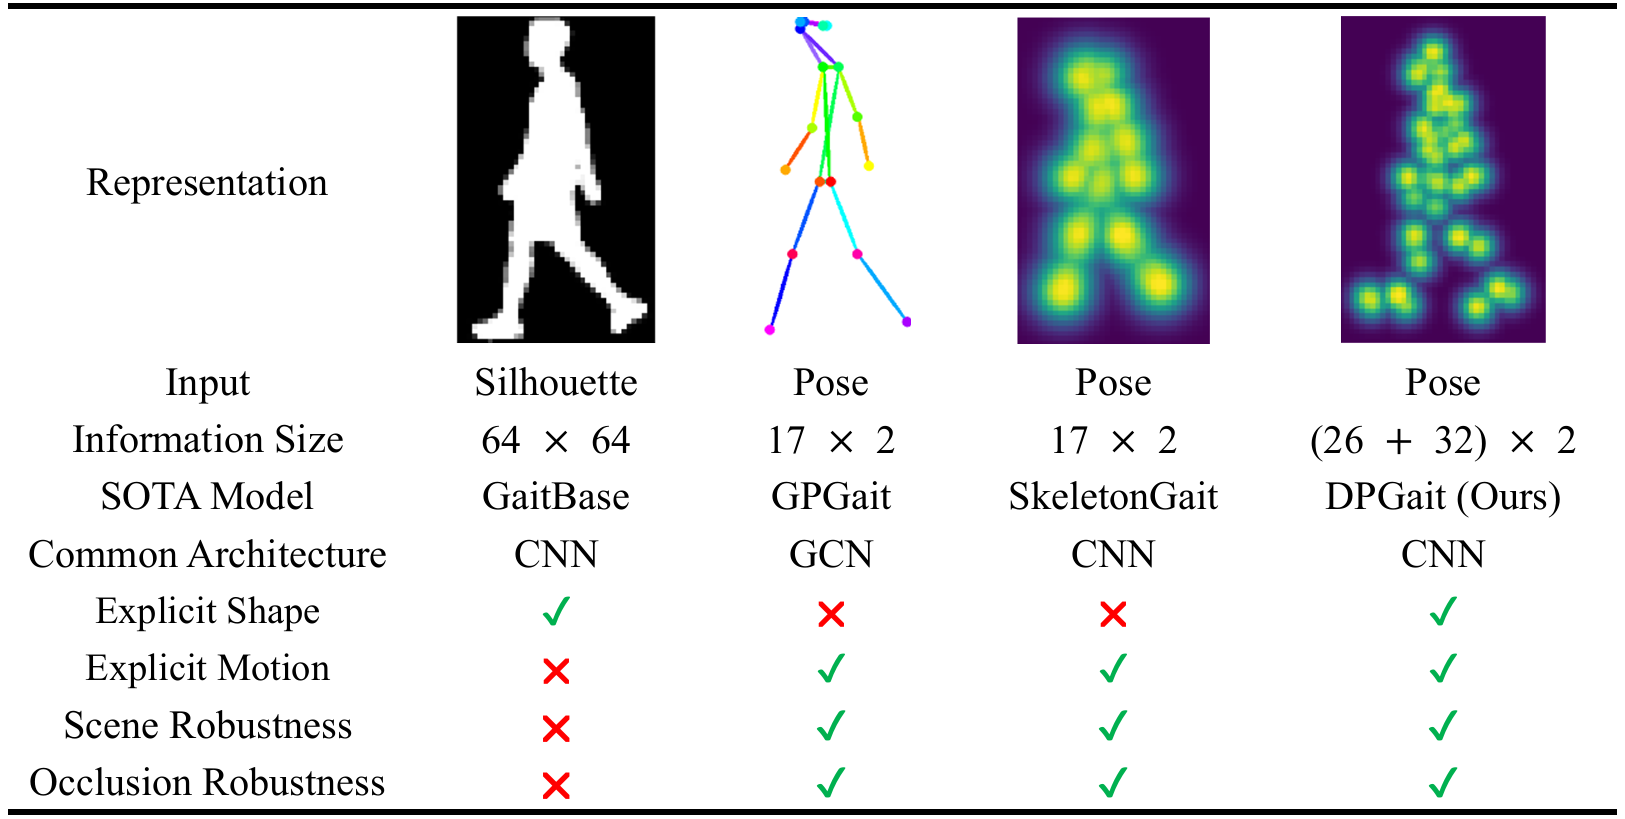 Representation
Input Silhouette Pose Pose Pose
Information Size 64 × 64 17 × 2 17 × 2 (26 + 32) × 2
SOTA Model GaitBase GPGait SkeletonGait DPGait (Ours)
Common Architecture CNN GCN CNN CNN
Explicit Shape ✓ ✗ ✗ ✓
Explicit Motion ✗ ✓ ✓ ✓
Scene Robustness ✗ ✓ ✓ ✓
Occlusion Robustness ✗ ✓ ✓ ✓